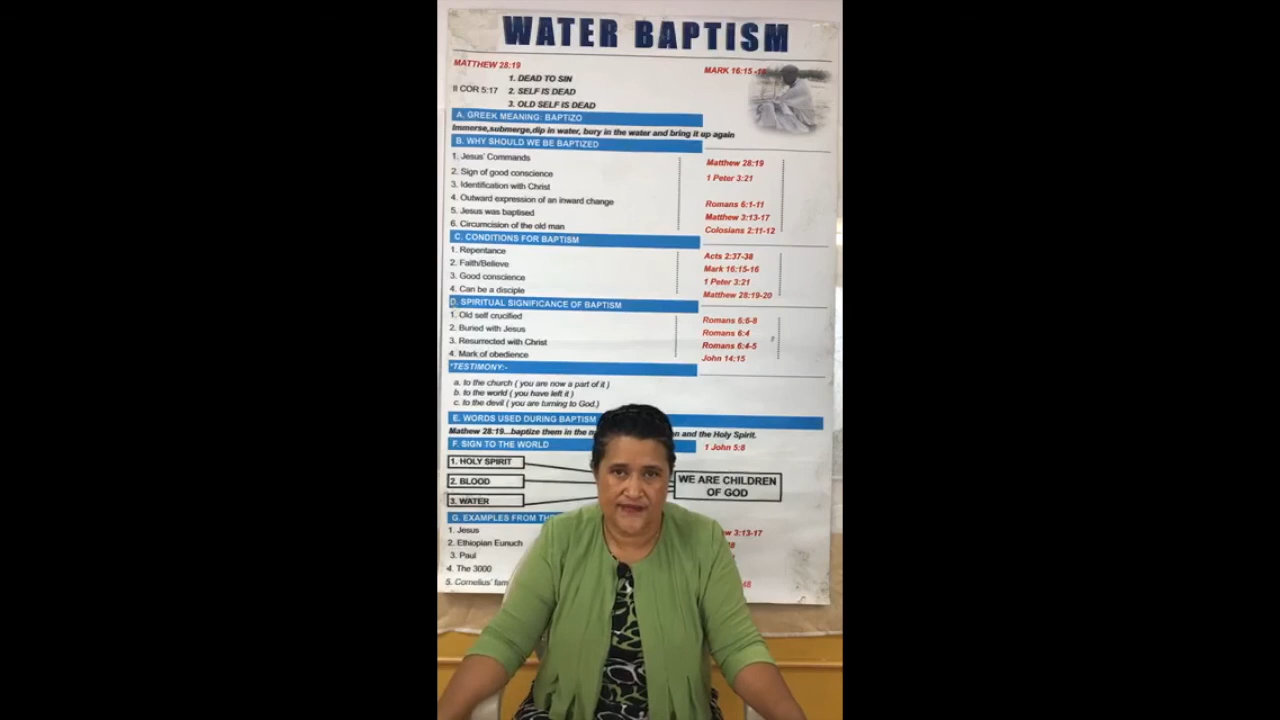 WATER BAPTISM
MATTHEW 28:19 MARK 16:15 -16
1. DEAD TO SIN
II COR 5:17 2. SELF IS DEAD
3. OLD SELF IS DEAD
A. GREEK MEANING: BAPTIZO
Immerse,submerge,dip in water, bury in the water and bring it up again
B. WHY SHOULD WE BE BAPTIZED
1. Jesus' Commands Matthew 28:19
2. Sign of good conscience 1 Peter 3:21
3. Identification with Christ
4. Outward expression of an inward change Romans 6:1-11
5. Jesus was baptised Matthew 3:13-17
6. Circumcision of the old man Colosians 2:11-12
C. CONDITIONS FOR BAPTISM
1. Repentance Acts 2:37-38
2. Faith/Believe Mark 16:15-16
3. Good conscience 1 Peter 3:21
4. Can be a disciple Matthew 28:19-20
D. SPIRITUAL SIGNIFICANCE OF BAPTISM
1. Old self crucified Romans 6:6-8
2. Buried with Jesus Romans 6:4
3. Resurrected with Christ Romans 6:4-5
4. Mark of obedience John 14:15
*TESTIMONY:-
a. to the church ( you are now a part of it )
b. to the world ( you have left it )
c. to the devil ( you are turning to God.)
E. WORDS USED DURING BAPTISM
Mathew 28:19...baptize them in the and the Holy Spirit.
F. SIGN TO THE WORLD 1 John 5:8
1. HOLY SPIRIT
2. BLOOD
3. WATER
WE ARE CHILDREN
OF GOD
G. EXAMPLES FROM
1. Jesus 3:13-17
2. Ethiopian Eunuch
3. Paul
4. The 3000
5. Cornelius'